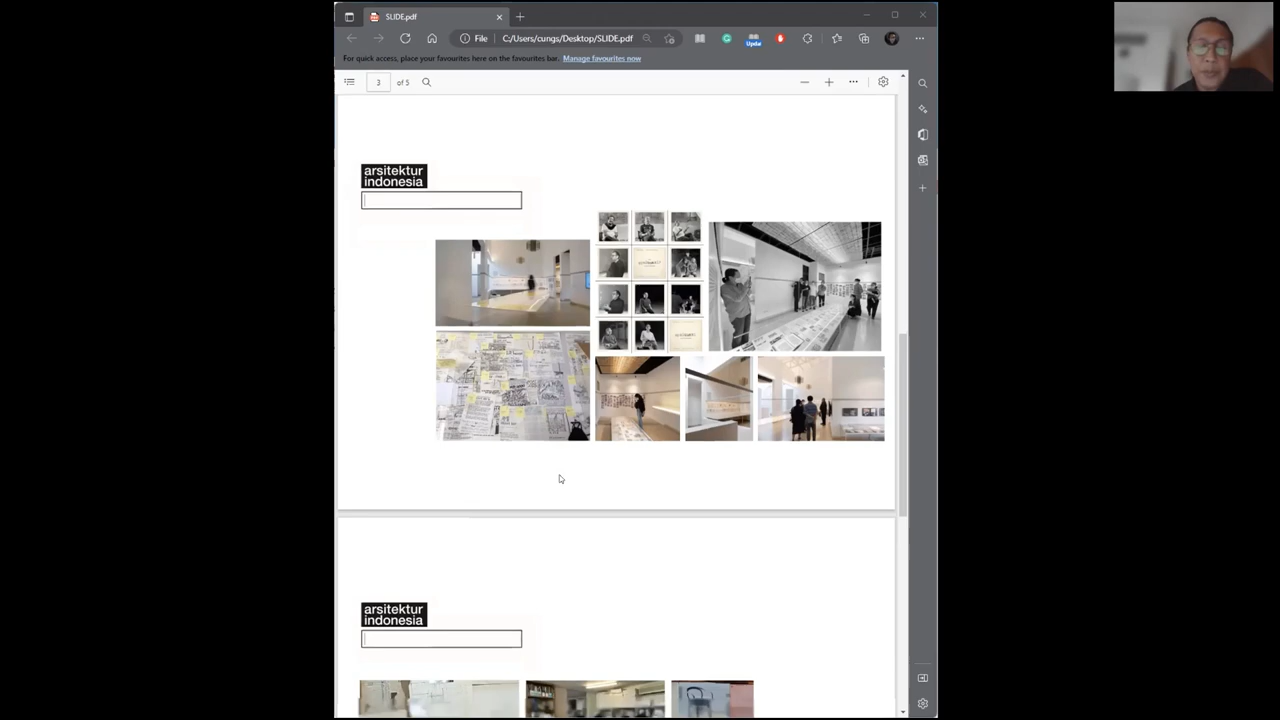 SLIDE.pdf
File
C:/Users/cungs/Desktop/SLIDE.pdf
For quick access, place your favourites here on the favourites bar. Manage favourites now
3 of 5
arsitektur
indonesia
arsitektur
indonesia